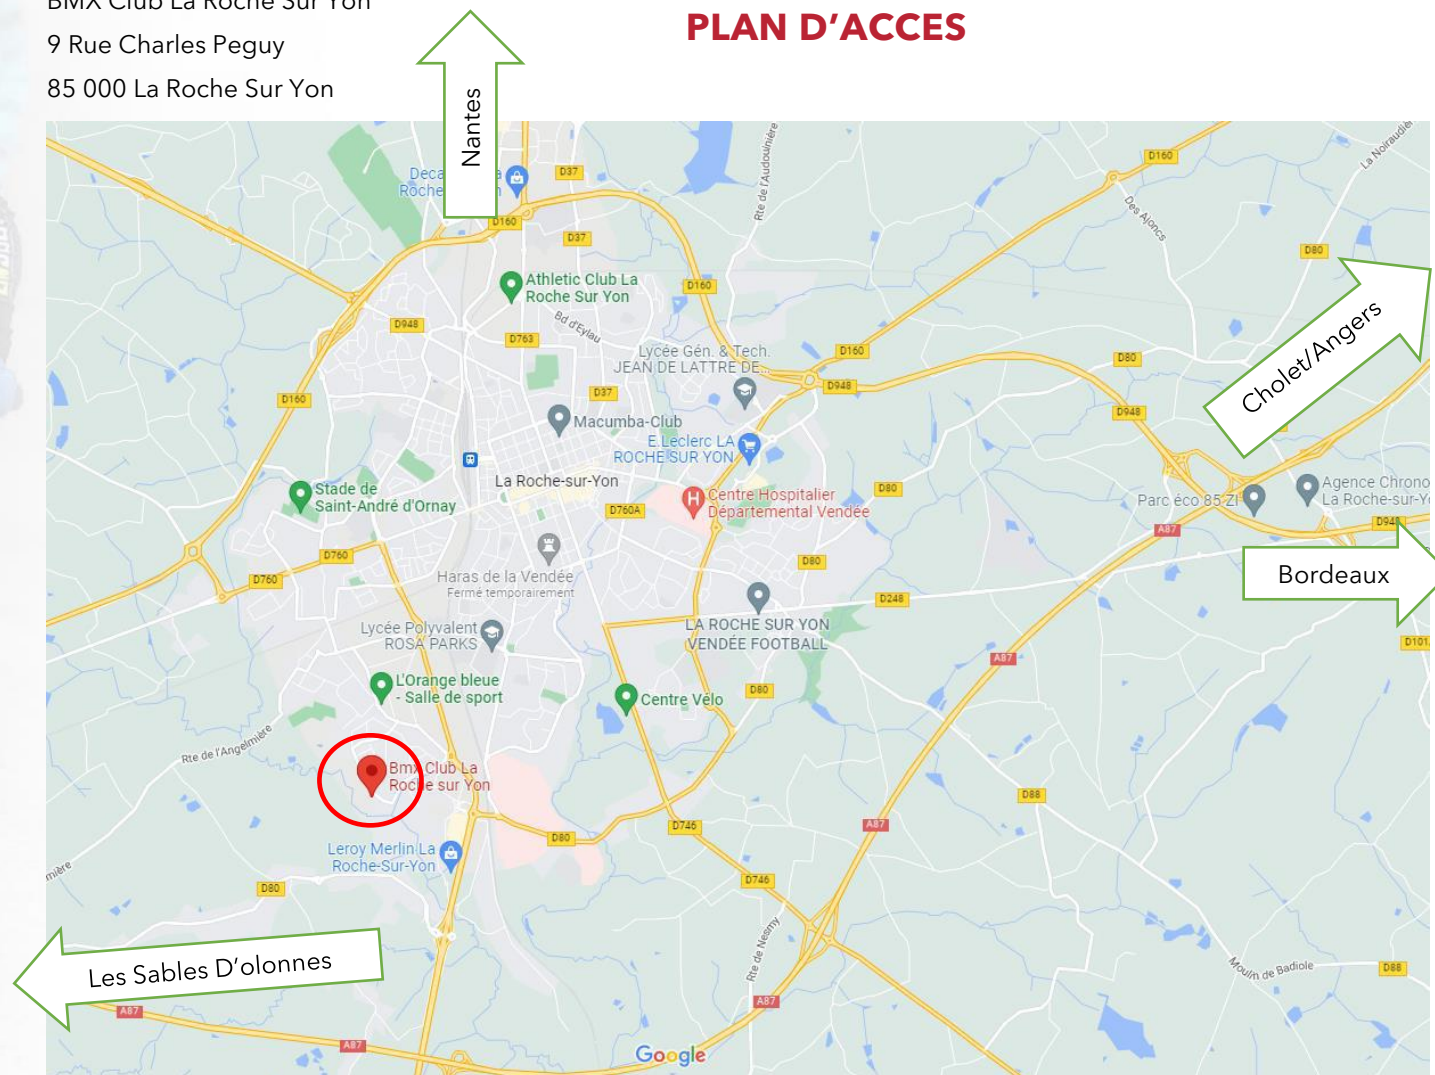 BMX Club La Roche Sur Yon
9 Rue Charles Peguy
85 000 La Roche Sur Yon
PLAN D'ACCES
Nantes
D37
D160
D37
D160
Rte de l'Audouinière
D160
La Noiraudière
Des Ajoncs
D80
Athletic Club La
Roche Sur Yon
Bd d'Eylau
D948
D763
Cholet/Angers
Lycée Gén. & Tech.
JEAN DE LATTRE DE...
D160
D80
D948
D160
D37
D948
Macumba-Club
E.Leclerc LA
ROCHE SUR YON
La Roche-sur-Yon
Stade de
Saint-André d'Ornay
Centre Hospitalier
Département­al Vendée
D760A
D80
Parc éco 85 ZI
Agence Chrono
La Roche-sur-Y
D94
A87
D760
D760
Haras de la Vendée
Fermé temporairement
D80
Bordeaux
D248
Lycée Polyvalent
ROSA PARKS
LA ROCHE SUR YON
VENDÉE FOOTBALL
D101
A87
L'Orange bleue
- Salle de sport
Centre Vélo
D80
Rte de l'Angelmière
Bmx Club La
Roche sur Yon
D88
D746
A87
D80
Leroy Merlin La
Roche-Sur-Yon
mière
D80
D746
Rte de Nesmy
Les Sables D'olonnes
Moulin de Badiole
D88
A87
A87
A87
Google